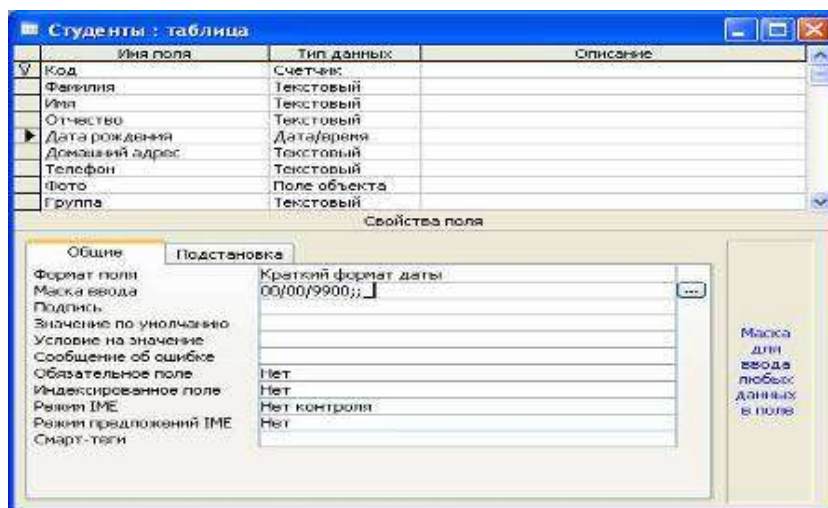 Студенты : таблица
Имя поля Тип данных Описание
Код Счетчик
Фамилия Текстовый
Имя Текстовый
Отчество Текстовый
Дата рождения Дата/время
Домашний адрес Текстовый
Телефон Текстовый
Фото Поле объекта
Группа Текстовый
Свойства поля
Общие Подстановка
Формат поля Краткий формат даты
Маска ввода 00/00/9900;;_ ...
Подпись
Значение по умолчанию
Условие на значение
Сообщение об ошибке
Обязательное поле Нет
Индексированное поле Нет
Режим IME Нет контроля
Режим предложений IME Нет
Смарт-теги
Маска
для
ввода
любых
данных
в поле